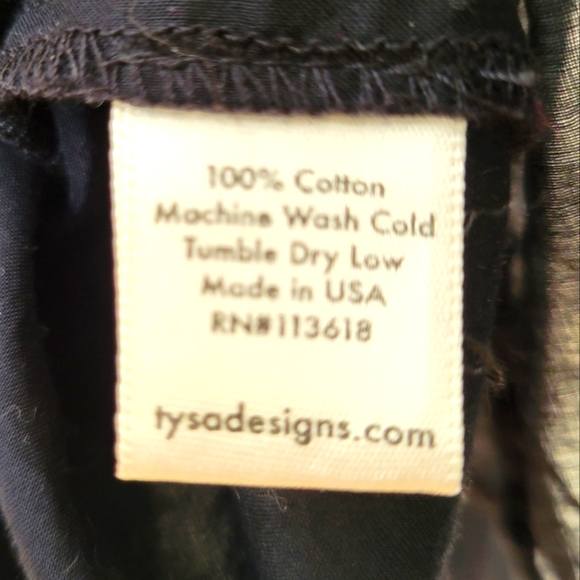 100% Cotton
Machine Wash Cold
Tumble Dry Low
Made in USA
RN#113618
tysadesigns.com